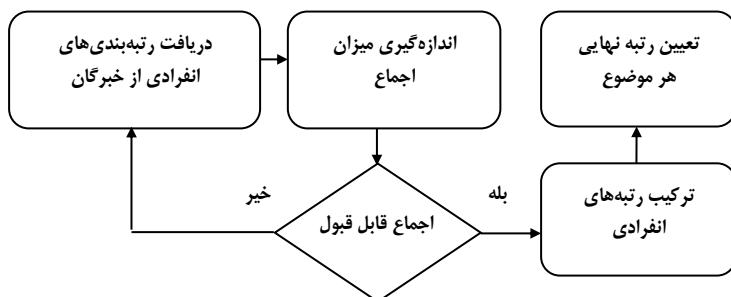 دریافت رتبه‌بندی‌های
انفرادی از خبرگان
اندازه‌گیری میزان
اجماع
تعیین رتبه نهایی
هر موضوع
خیر
اجماع قابل قبول
بله
ترکیب رتبه‌های
انفرادی